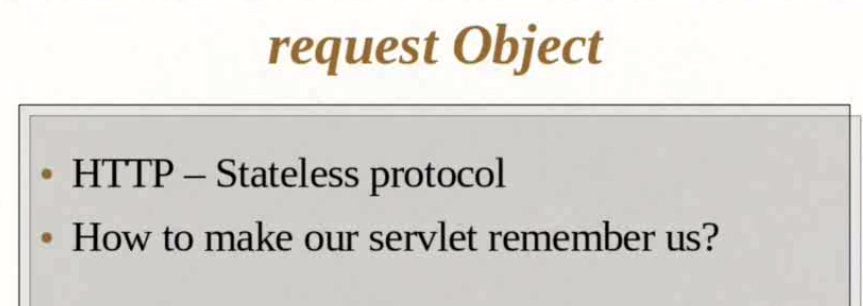 request Object
• HTTP – Stateless protocol
• How to make our servlet remember us?